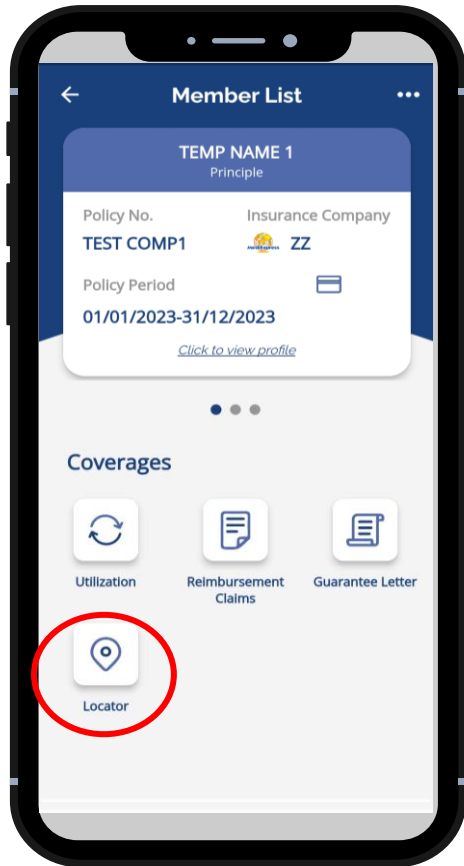 Member List
TEMP NAME 1
Principle
Policy No. Insurance Company
TEST COMP1 ZZ
Policy Period
01/01/2023-31/12/2023
Click to view profile
Coverages
Utilization Reimbursement Claims Guarantee Letter
Locator